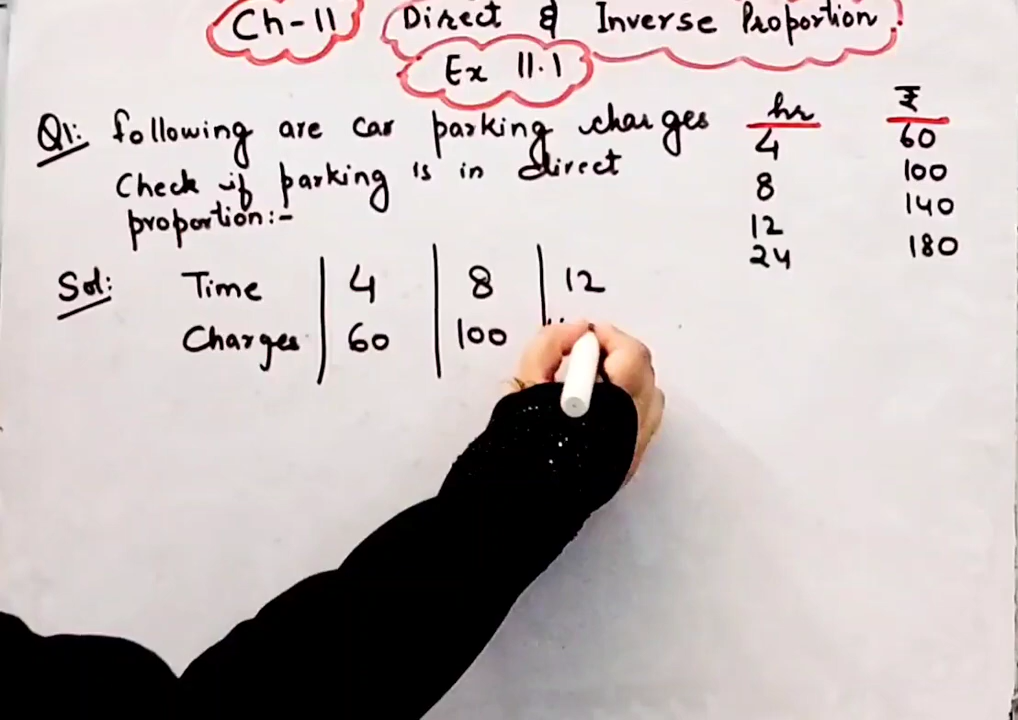 Ch-11 Direct & Inverse Proportion.
Ex 11.1
Q1: following are car parking charges
Check if parking is in direct
proportion:-
hr ₹
4 60
8 100
12 140
24 180
Sol: Time 4 8 12
Charges 60 100